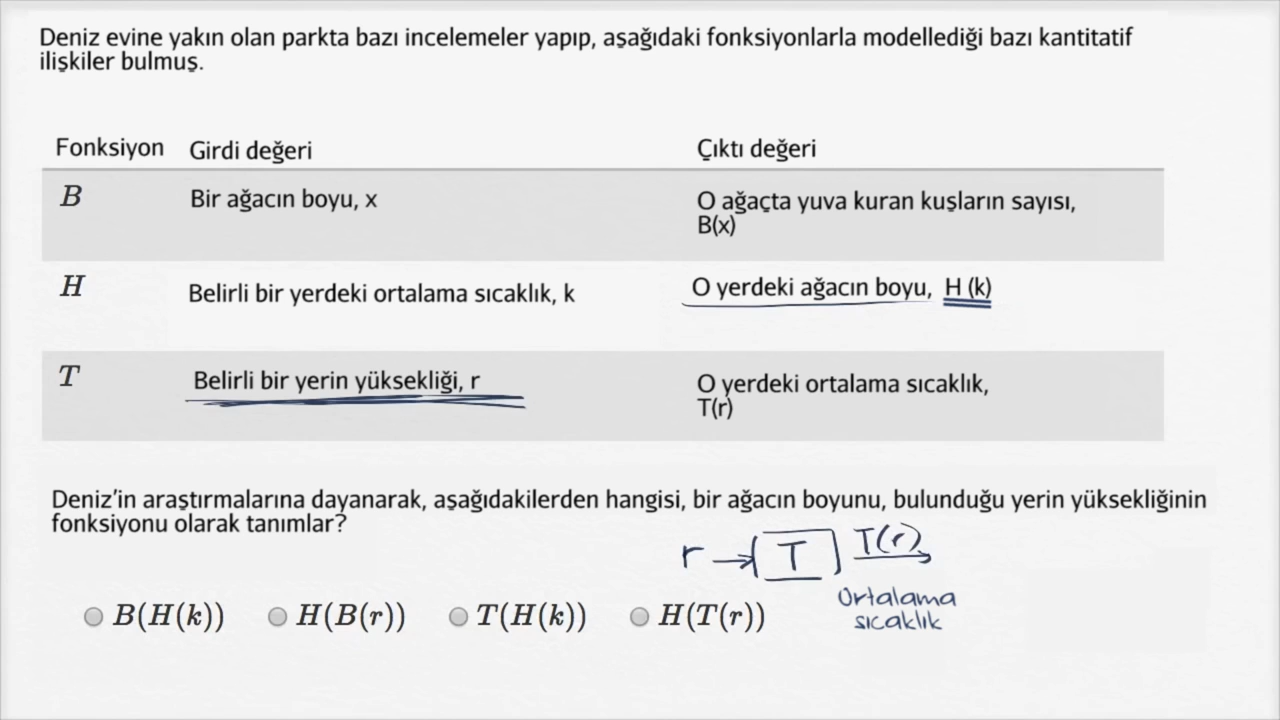 Deniz evine yakın olan parkta bazı incelemeler yapıp, aşağıdaki fonksiyonlarla modellediği bazı kantitatif
ilişkiler bulmuş.
Fonksiyon Girdi değeri Çıktı değeri
B Bir ağacın boyu, x O ağaçta yuva kuran kuşların sayısı,
B(x)
H Belirli bir yerdeki ortalama sıcaklık, k O yerdeki ağacın boyu, H (k)
T Belirli bir yerin yüksekliği, r O yerdeki ortalama sıcaklık,
T(r)
Deniz'in araştırmalarına dayanarak, aşağıdakilerden hangisi, bir ağacın boyunu, bulunduğu yerin yüksekliğinin
fonksiyonu olarak tanımlar?
r → T T(r)
Ortalama
sıcaklık
B(H(k)) H(B(r)) T(H(k)) H(T(r))